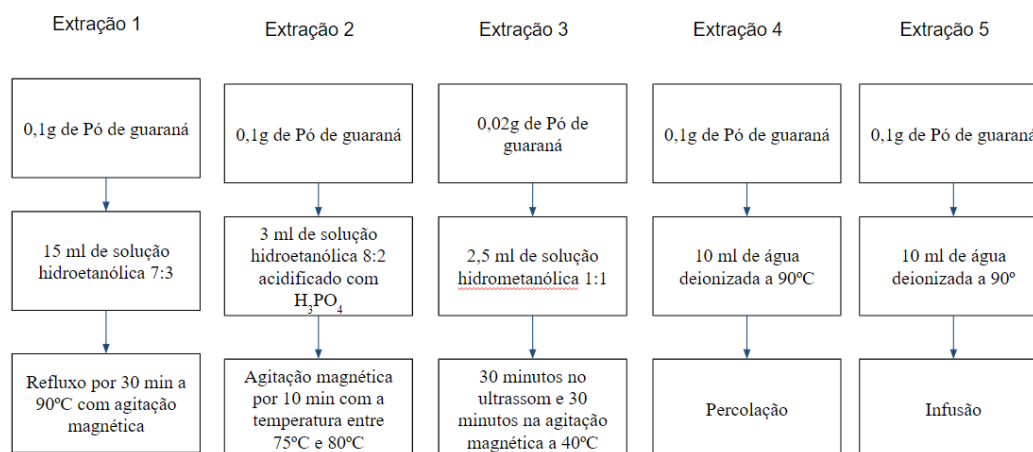 Extração 1
Extração 2
Extração 3
Extração 4
Extração 5
0,1g de Pó de guaraná
0,1g de Pó de guaraná
0,02g de Pó de
guaraná
0,1g de Pó de guaraná
0,1g de Pó de guaraná
15 ml de solução
hidroetanólica 7:3
3 ml de solução
hidroetanólica 8:2
acidificado com
H₃PO₄
2,5 ml de solução
hidrometanólica 1:1
10 ml de água
deionizada a 90ºC
10 ml de água
deionizada a 90º
Refluxo por 30 min a
90ºC com agitação
magnética
Agitação magnética
por 10 min com a
temperatura entre
75ºC e 80ºC
30 minutos no
ultrassom e 30
minutos na agitação
magnética a 40ºC
Percolação
Infusão